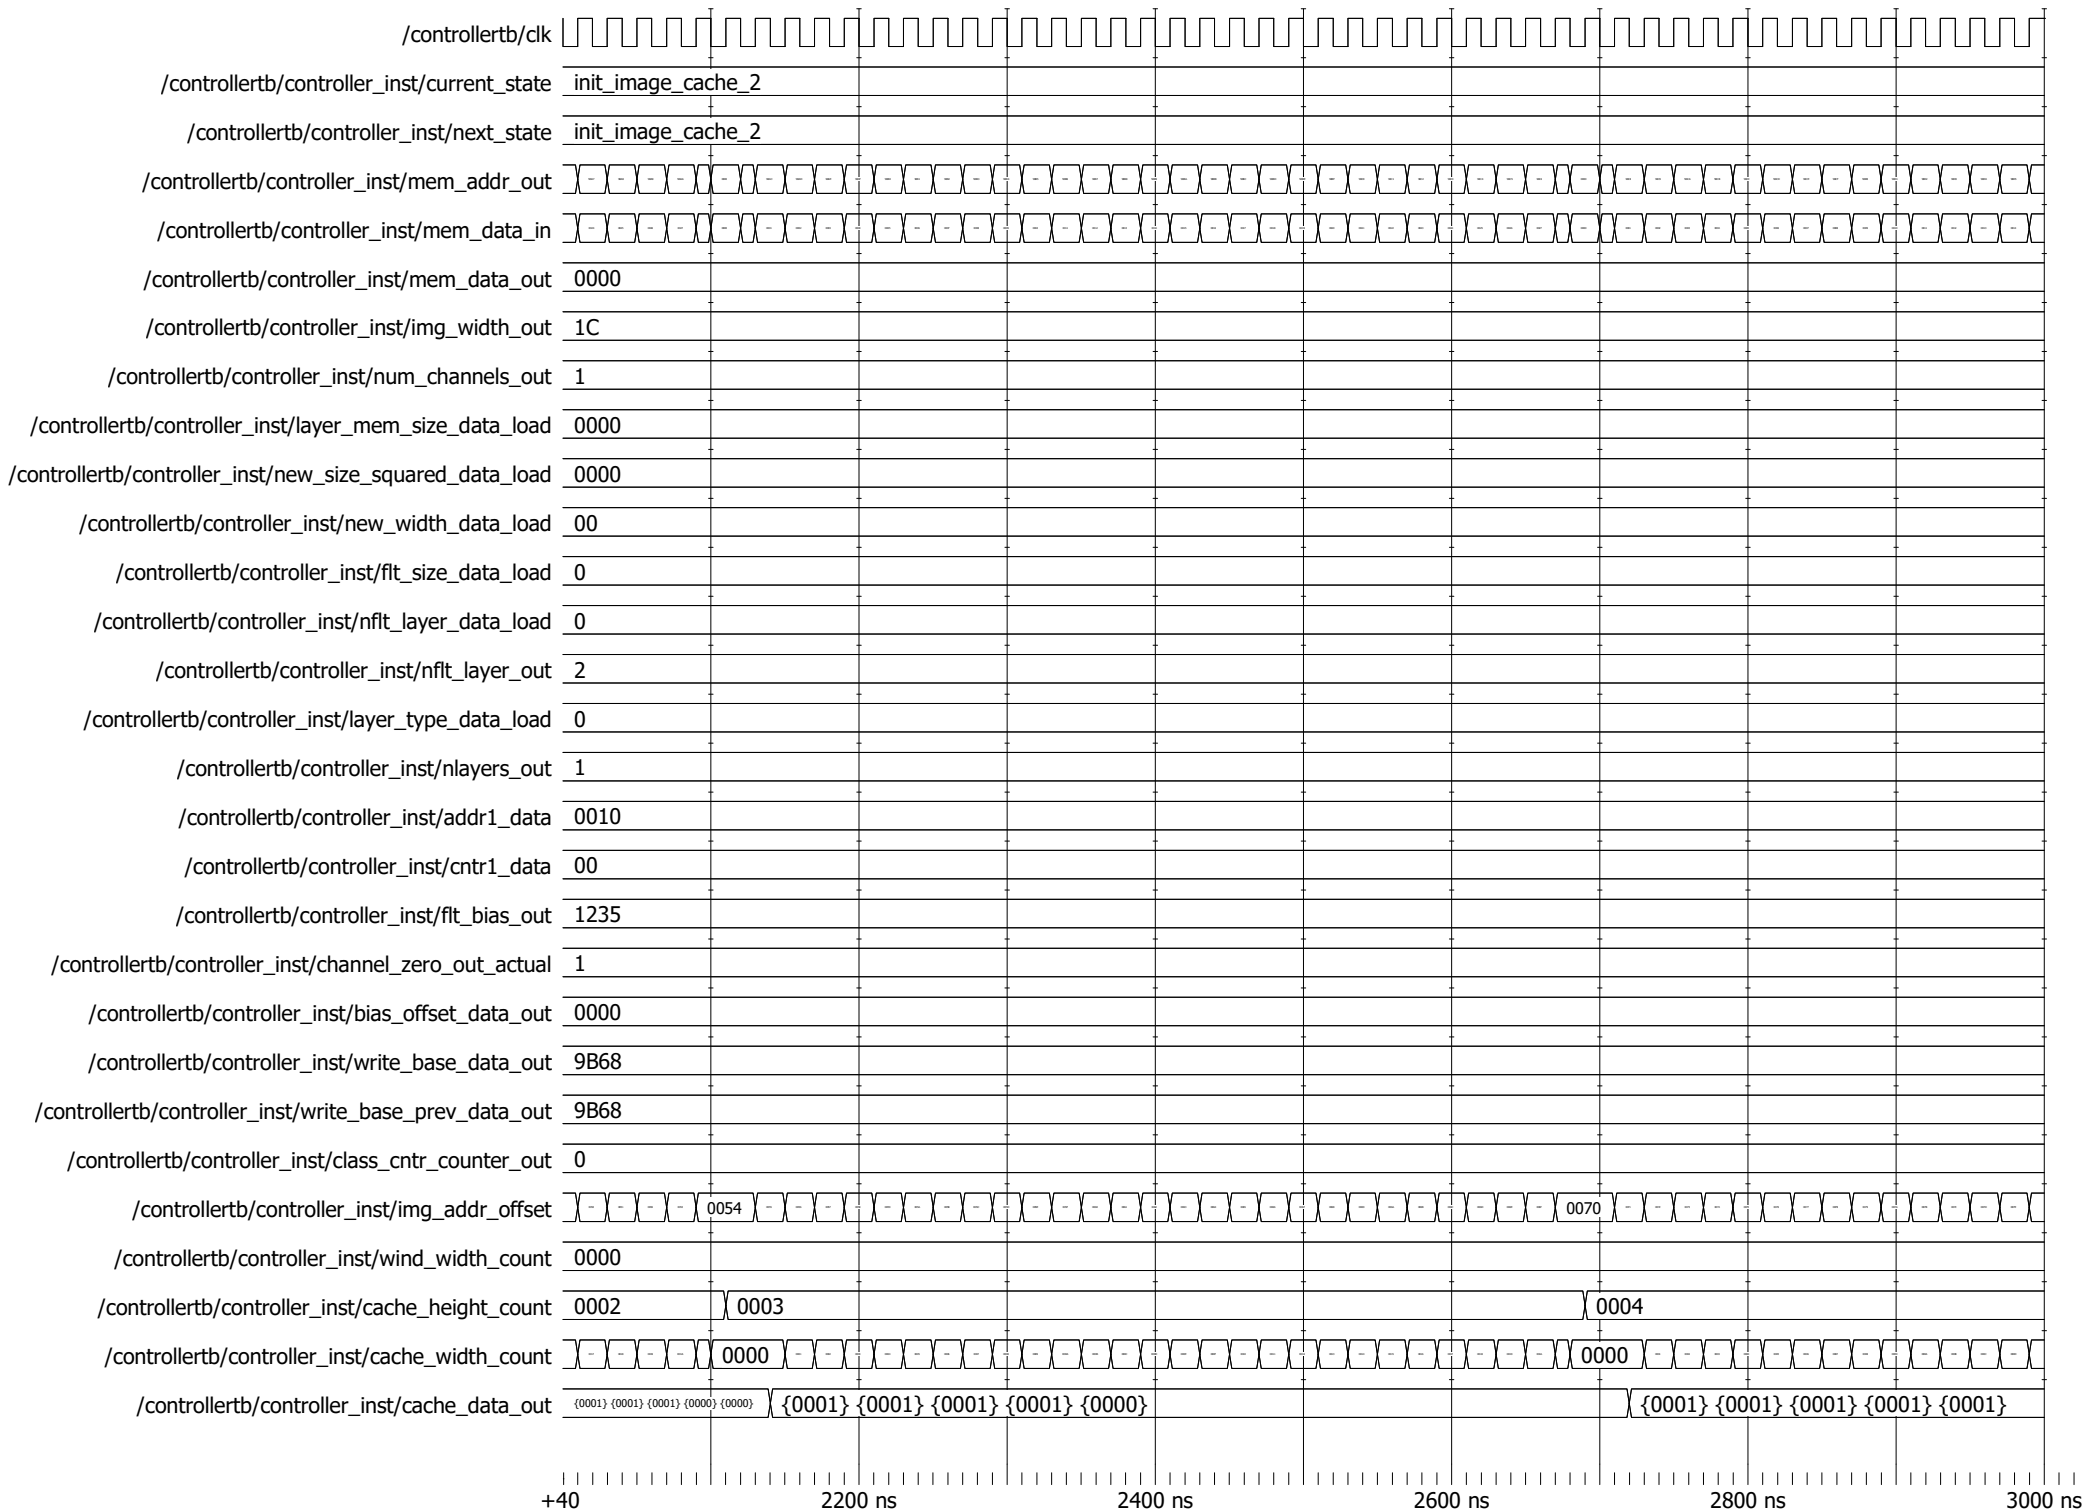 /controllertb/clk
/controllertb/controller_inst/current_state init_image_cache_2
/controllertb/controller_inst/next_state init_image_cache_2
/controllertb/controller_inst/mem_addr_out
/controllertb/controller_inst/mem_data_in
/controllertb/controller_inst/mem_data_out 0000
/controllertb/controller_inst/img_width_out 1C
/controllertb/controller_inst/num_channels_out 1
/controllertb/controller_inst/layer_mem_size_data_load 0000
/controllertb/controller_inst/new_size_squared_data_load 0000
/controllertb/controller_inst/new_width_data_load 00
/controllertb/controller_inst/flt_size_data_load 0
/controllertb/controller_inst/nflt_layer_data_load 0
/controllertb/controller_inst/nflt_layer_out 2
/controllertb/controller_inst/layer_type_data_load 0
/controllertb/controller_inst/nlayers_out 1
/controllertb/controller_inst/addr1_data 0010
/controllertb/controller_inst/cntr1_data 00
/controllertb/controller_inst/flt_bias_out 1235
/controllertb/controller_inst/channel_zero_out_actual 1
/controllertb/controller_inst/bias_offset_data_out 0000
/controllertb/controller_inst/write_base_data_out 9B68
/controllertb/controller_inst/write_base_prev_data_out 9B68
/controllertb/controller_inst/class_cntr_counter_out 0
/controllertb/controller_inst/img_addr_offset 0054 0070
/controllertb/controller_inst/wind_width_count 0000
/controllertb/controller_inst/cache_height_count 0002 0003 0004
/controllertb/controller_inst/cache_width_count 0000 0000
/controllertb/controller_inst/cache_data_out {0001} {0001} {0001} {0000} {0000} {0001} {0001} {0001} {0001} {0000} {0001} {0001} {0001} {0001} {0001}
+40 2200 ns 2400 ns 2600 ns 2800 ns 3000 ns